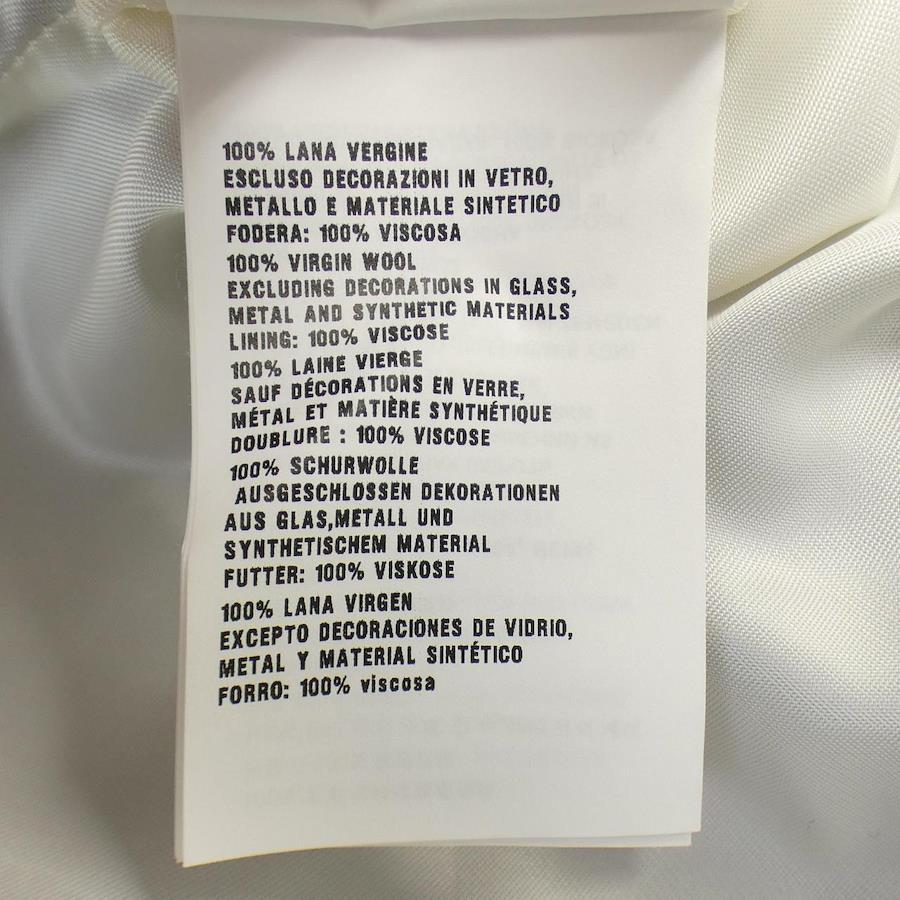 100% LANA VERGINE
ESCLUSO DECORAZIONI IN VETRO,
METALLO E MATERIALE SINTETICO
FODERA: 100% VISCOSA
100% VIRGIN WOOL
EXCLUDING DECORATIONS IN GLASS,
METAL AND SYNTHETIC MATERIALS
LINING: 100% VISCOSE
100% LAINE VIERGE
SAUF DÉCORATIONS EN VERRE,
MÉTAL ET MATIÈRE SYNTHÉTIQUE
DOUBLURE : 100% VISCOSE
100% SCHURWOLLE
AUSGESCHLOSSEN DEKORATIONEN
AUS GLAS,METALL UND
SYNTHETISCHEM MATERIAL
FUTTER: 100% VISKOSE
100% LANA VIRGEN
EXCEPTO DECORACIONES DE VIDRIO,
METAL Y MATERIAL SINTÉTICO
FORRO: 100% viscosa